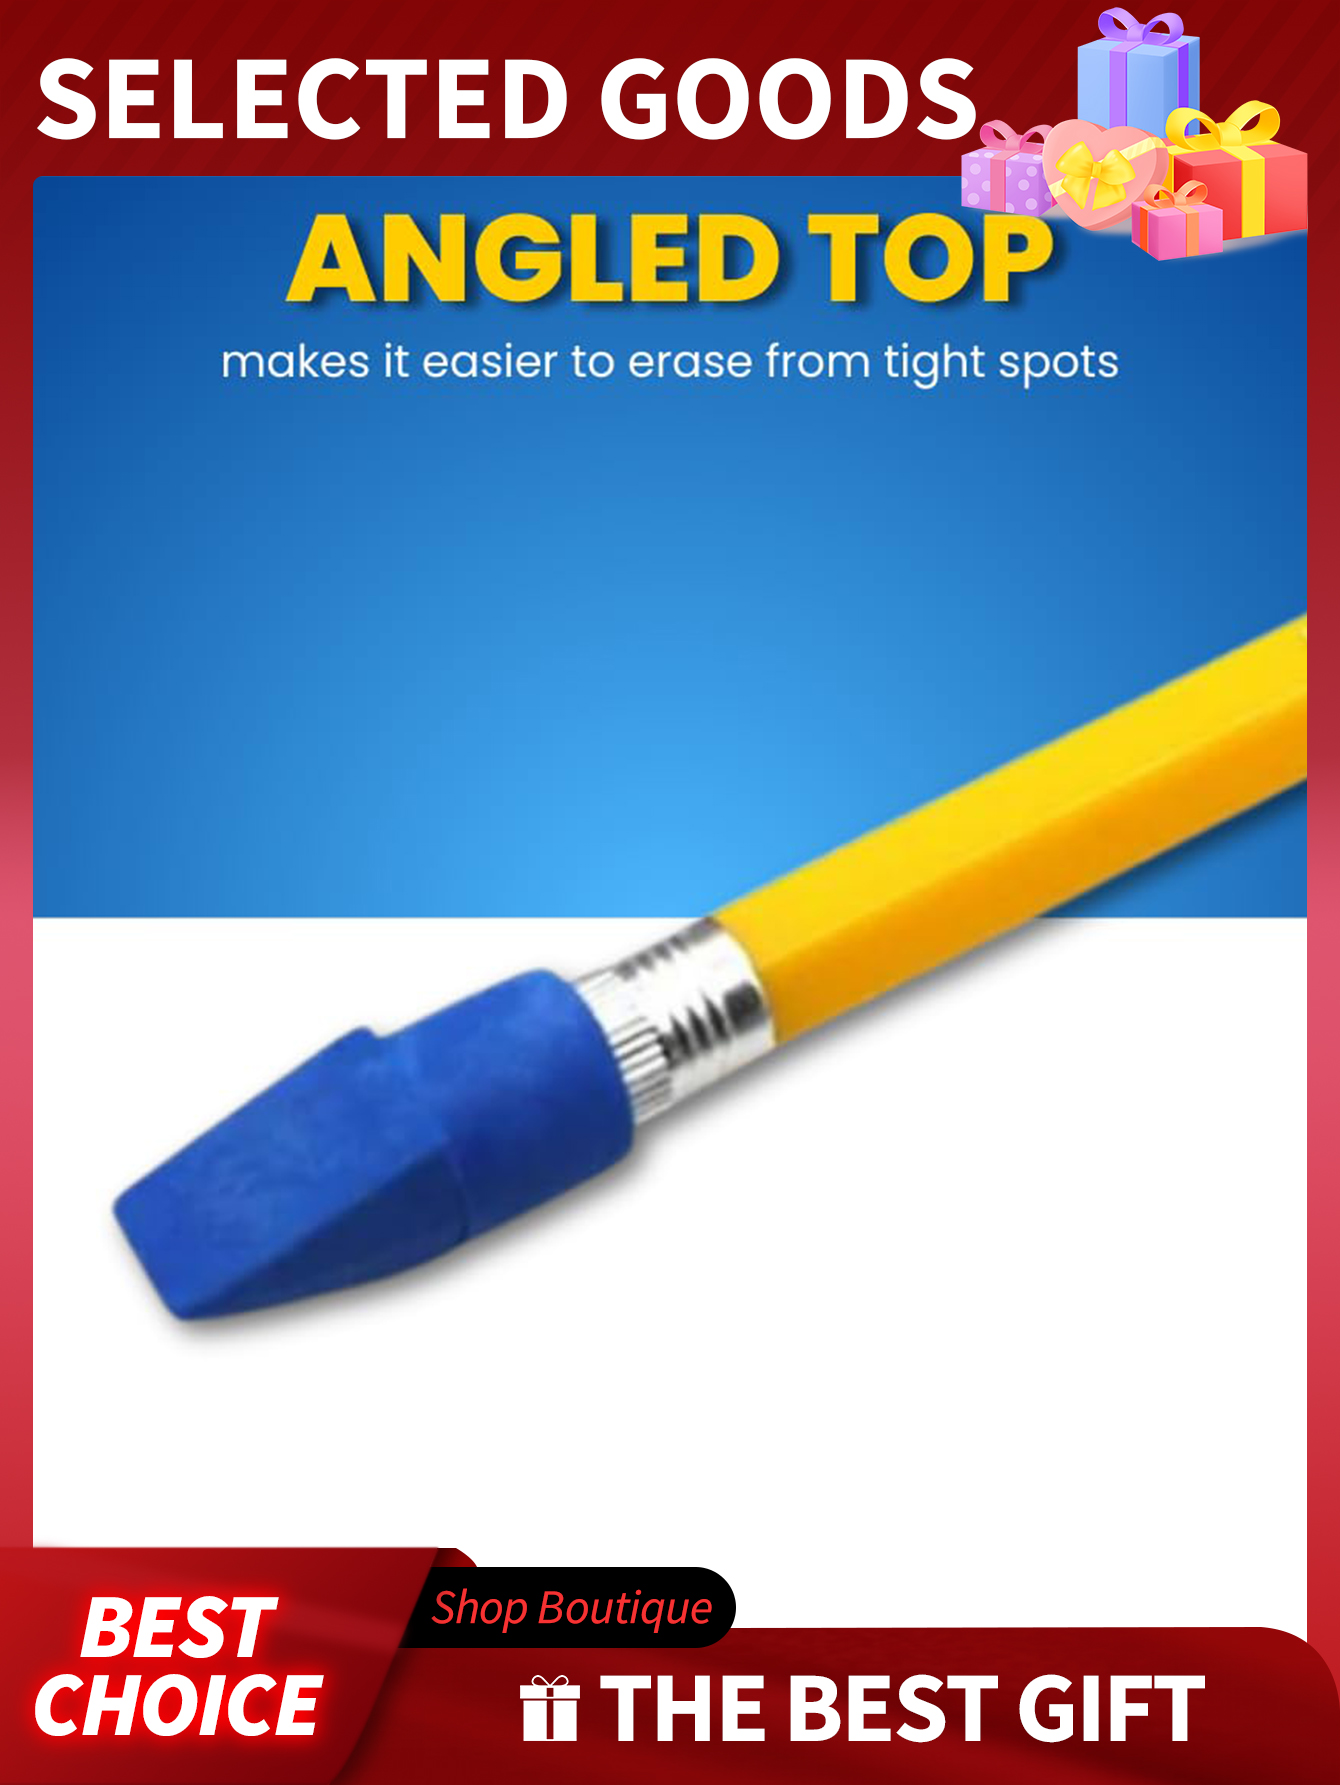 SELECTED GOODS
ANGLED TOP
makes it easier to erase from tight spots
Shop Boutique
BEST
CHOICE
THE BEST GIFT